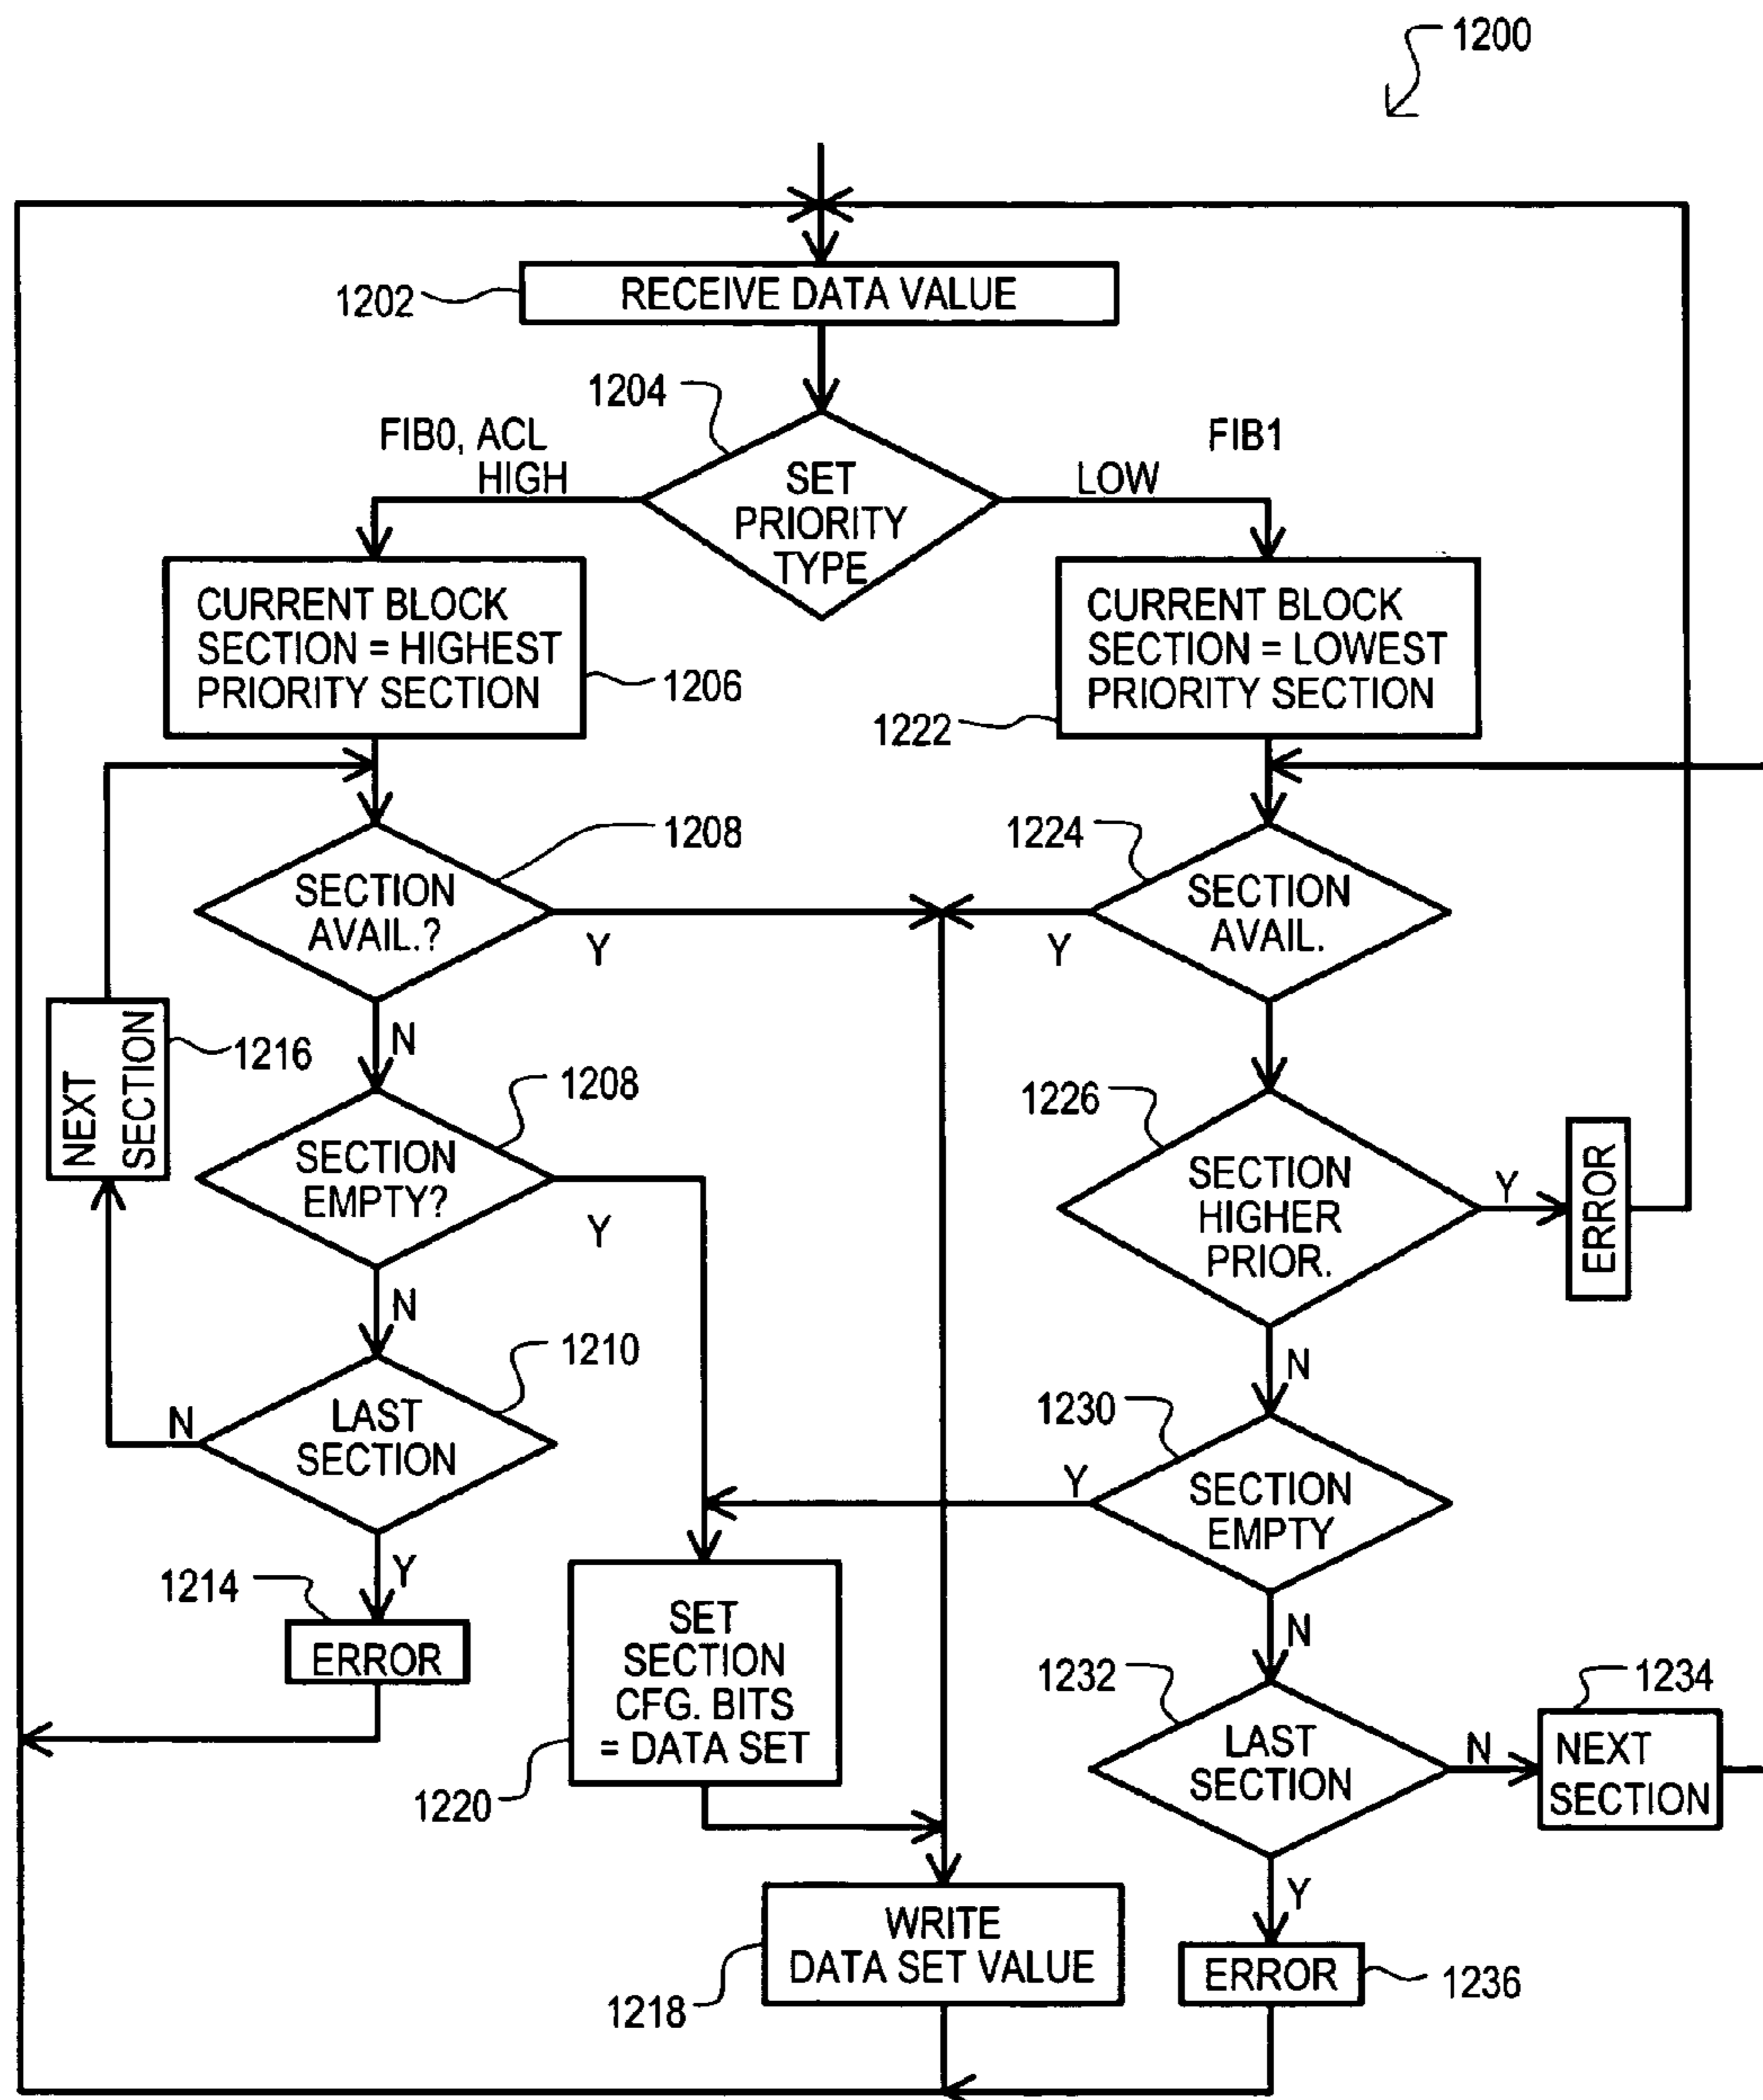 1200
1202
RECEIVE DATA VALUE
1204
FIB0, ACL
HIGH
SET
PRIORITY
TYPE
LOW
FIB1
CURRENT BLOCK
SECTION = HIGHEST
PRIORITY SECTION
1206
CURRENT BLOCK
SECTION = LOWEST
PRIORITY SECTION
1222
SECTION
AVAIL.?
1208
Y
N
1224
SECTION
AVAIL.
Y
NEXT
SECTION
1216
SECTION
EMPTY?
1208
Y
N
1226
SECTION
HIGHER
PRIOR.
Y
ERROR
N
LAST
SECTION
1210
N
Y
1230
SECTION
EMPTY
Y
N
1214
ERROR
SET
SECTION
CFG. BITS
= DATA SET
1220
1232
LAST
SECTION
N
1234
NEXT
SECTION
Y
WRITE
DATA SET VALUE
1218
ERROR
1236